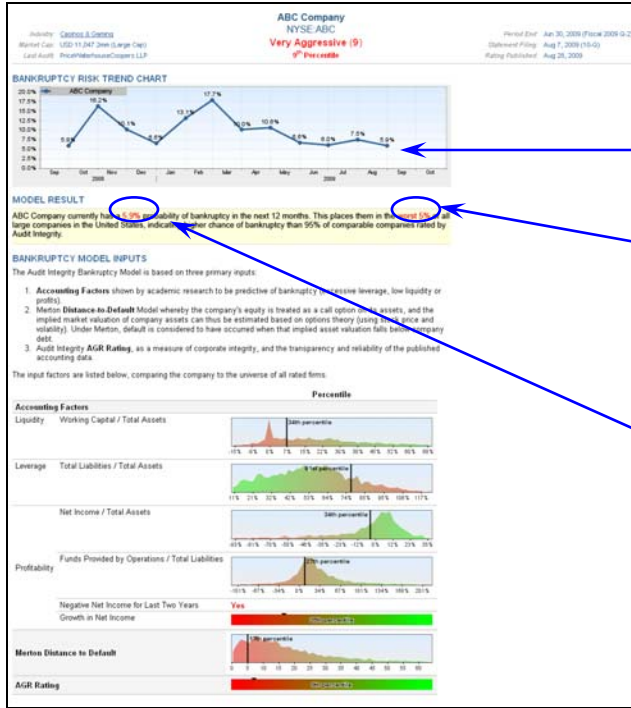 ABC Company
NYSE:ABC
Very Aggressive (9)
9th Percentile
Industry Casinos & Gaming
Market Cap: USD 11,047.2mm (Large Cap)
Last Audit PriceWaterhouseCoopers LLP
Period End Jun 30, 2009 (Fiscal 2009 Q-2)
Statement Filing Aug 7, 2009 (10-Q)
Rating Published Aug 28, 2009
BANKRUPTCY RISK TREND CHART
ABC Company
20.0%
17.5%
15.0%
12.5%
10.0%
7.5%
5.0%
2.5%
0.0%
16.2%
13.1%
17.7%
10.0%
10.6%
6.6%
6.0%
7.5%
5.9%
Sep Oct Nov Dec Jan Feb Mar Apr May Jun Jul Aug Sep Oct
MODEL RESULT
ABC Company currently has a 5.9% probability of bankruptcy in the next 12 months. This places them in the worst 5% of all
large companies in the United States, indicating higher chance of bankruptcy than 95% of comparable companies rated by
Audit Integrity.
BANKRUPTCY MODEL INPUTS
The Audit Integrity Bankruptcy Model is based on three primary inputs:
1. Accounting Factors shown by academic research to be predictive of bankruptcy (excessive leverage, low liquidity or
profits).
2. Merton Distance-to-Default Model whereby the company's equity is treated as a call option on its assets, and the
implied market valuation of company assets can thus be estimated based on options theory (using stock price and
volatility). Under Merton, default is considered to have occurred when that implied asset valuation falls below company
debt.
3. Audit Integrity AGR Rating, as a measure of corporate integrity, and the transparency and reliability of the published
accounting data.
The input factors are listed below, comparing the company to the universe of all rated firms.
Percentile
Accounting Factors
Liquidity Working Capital / Total Assets
34th percentile
Leverage Total Liabilities / Total Assets
81st percentile
Net Income / Total Assets
34th percentile
Profitability
Funds Provided by Operations / Total Liabilities
percentile
Negative Net Income for Last Two Years Yes
Growth in Net Income
percentile
Merton Distance to Default
percentile
AGR Rating
percentile